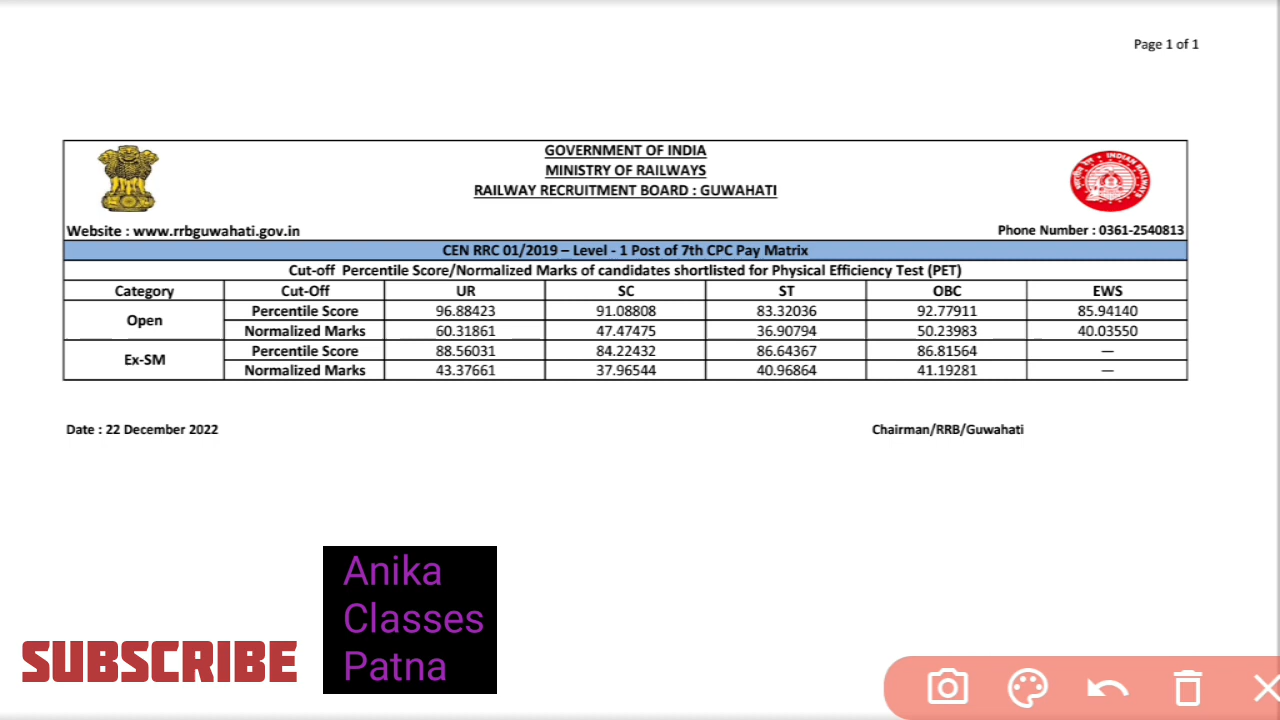 Page 1 of 1
GOVERNMENT OF INDIA
MINISTRY OF RAILWAYS
RAILWAY RECRUITMENT BOARD : GUWAHATI
INDIAN RAILWAYS
Website : www.rrbguwahati.gov.in Phone Number : 0361-2540813
CEN RRC 01/2019 – Level - 1 Post of 7th CPC Pay Matrix
Cut-off Percentile Score/Normalized Marks of candidates shortlisted for Physical Efficiency Test (PET)
Category Cut-Off UR SC ST OBC EWS
Open Percentile Score 96.88423 91.08808 83.32036 92.77911 85.94140
Normalized Marks 60.31861 47.47475 36.90794 50.23983 40.03550
Ex-SM Percentile Score 88.56031 84.22432 86.64367 86.81564 —
Normalized Marks 43.37661 37.96544 40.96864 41.19281 —
Date : 22 December 2022 Chairman/RRB/Guwahati
Anika
Classes
Patna
SUBSCRIBE